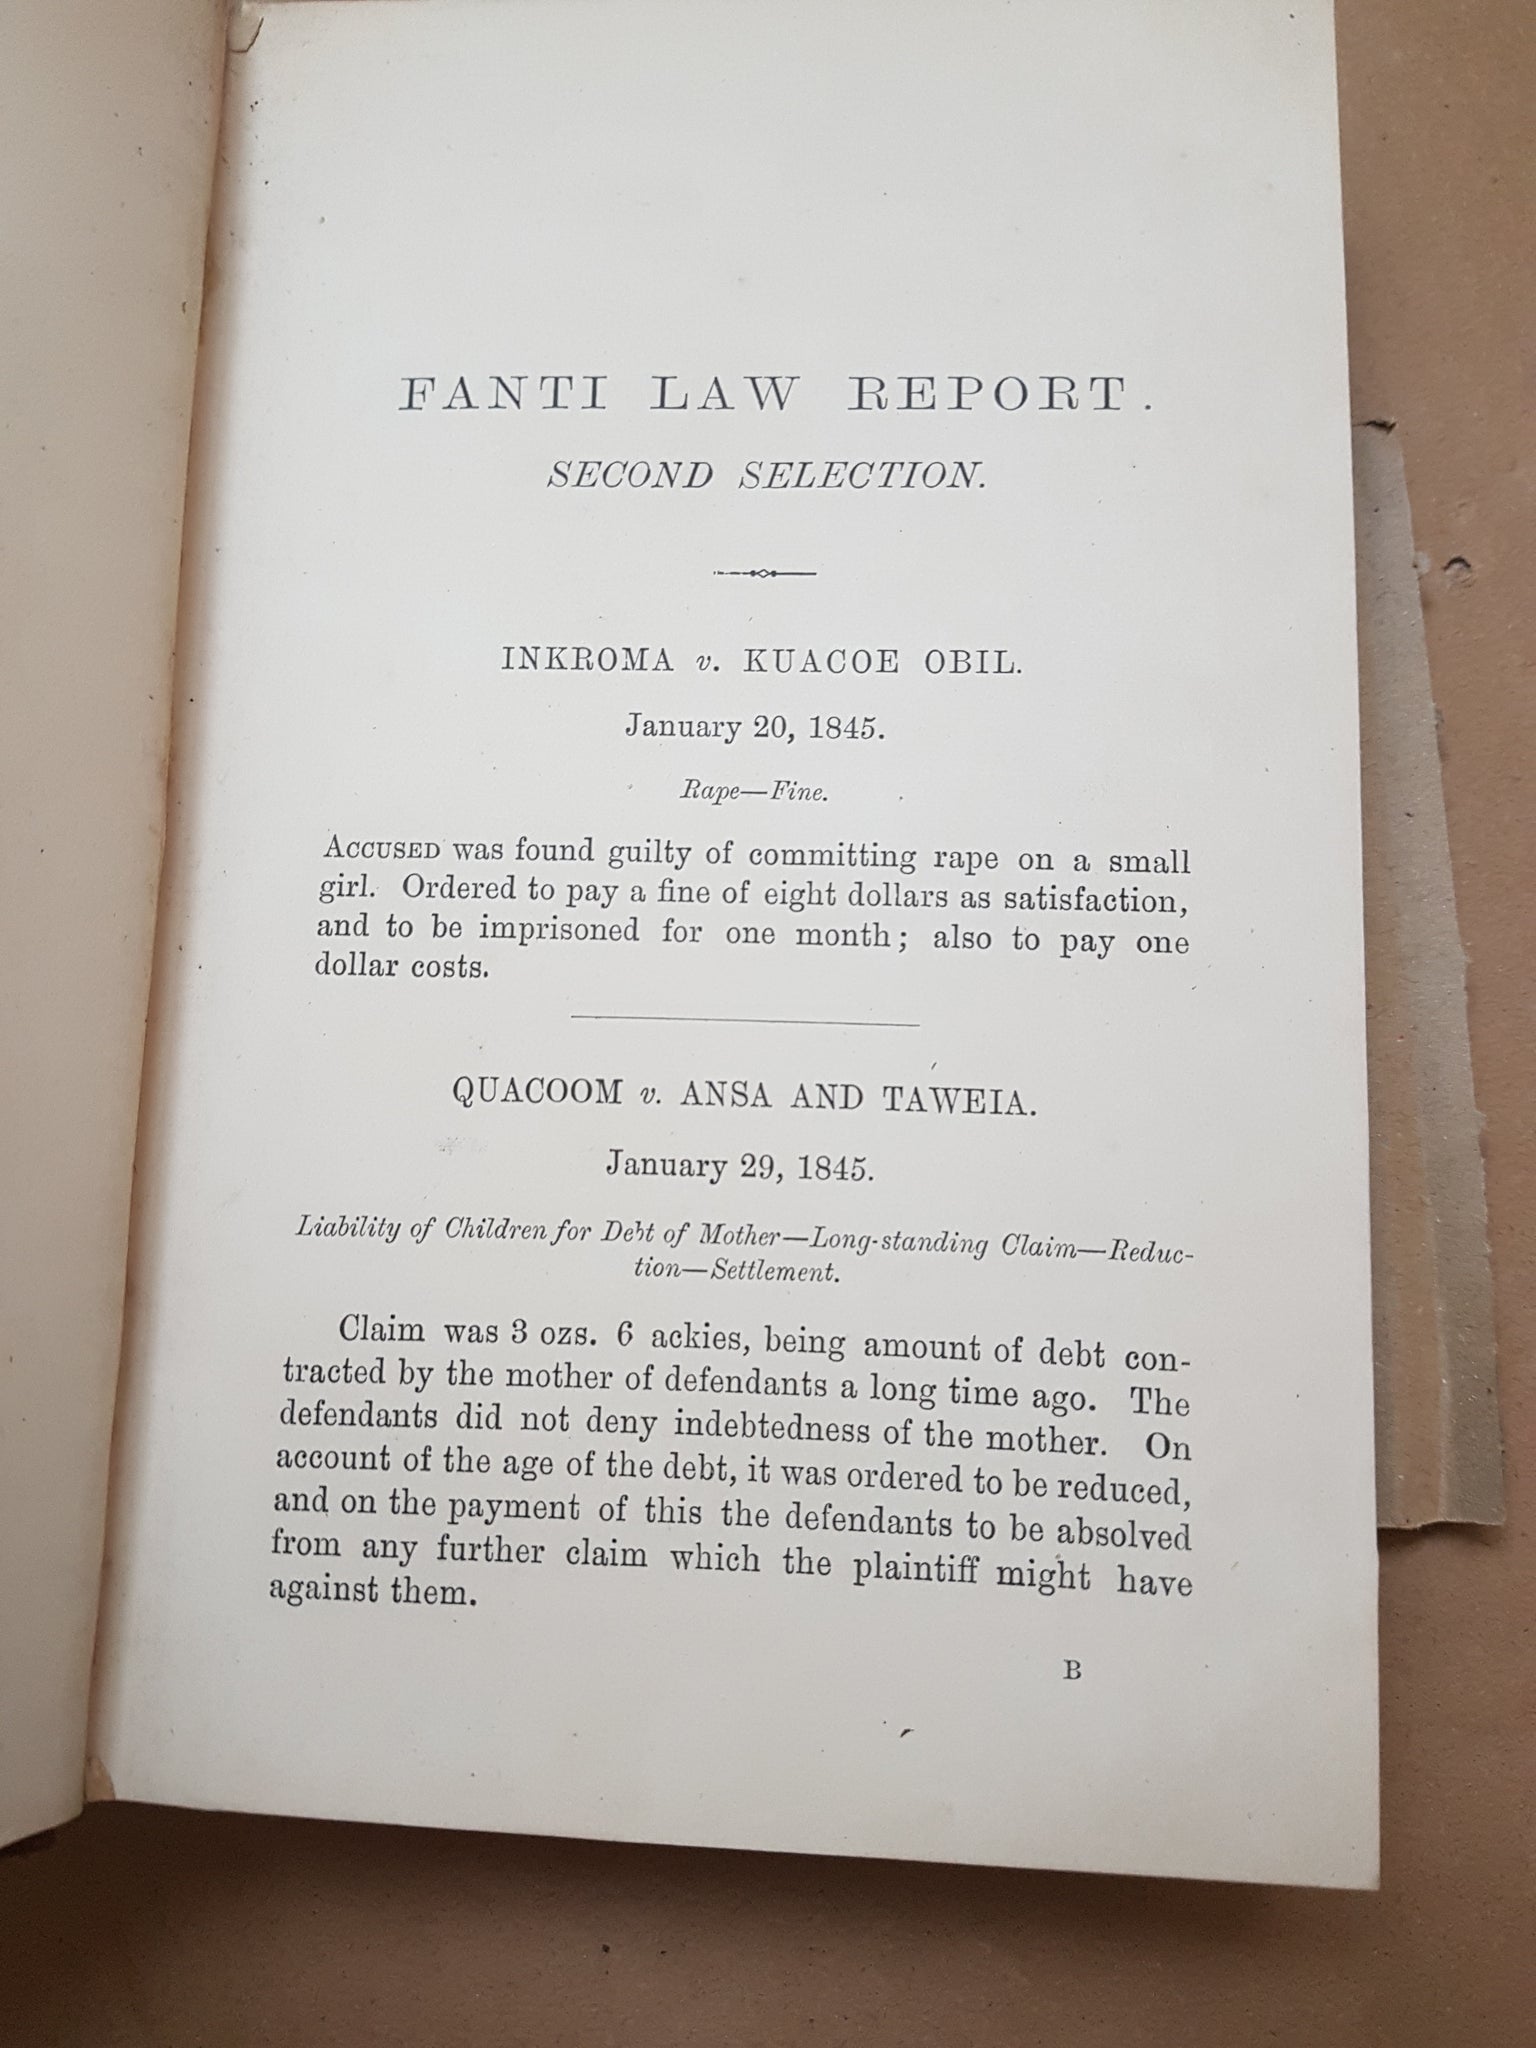 FANTI LAW REPORT.
SECOND SELECTION.
INKROMA v. KUACOE OBIL.
January 20, 1845.
Rape—Fine.
ACCUSED was found guilty of committing rape on a small
girl. Ordered to pay a fine of eight dollars as satisfaction,
and to be imprisoned for one month; also to pay one
dollar costs.
QUACOOM v. ANSA AND TAWEIA.
January 29, 1845.
Liability of Children for Debt of Mother—Long-standing Claim—Reduc-
tion—Settlement.
Claim was 3 ozs. 6 ackies, being amount of debt con-
tracted by the mother of defendants a long time ago. The
defendants did not deny indebtedness of the mother. On
account of the age of the debt, it was ordered to be reduced,
and on the payment of this the defendants to be absolved
from any further claim which the plaintiff might have
against them.
B